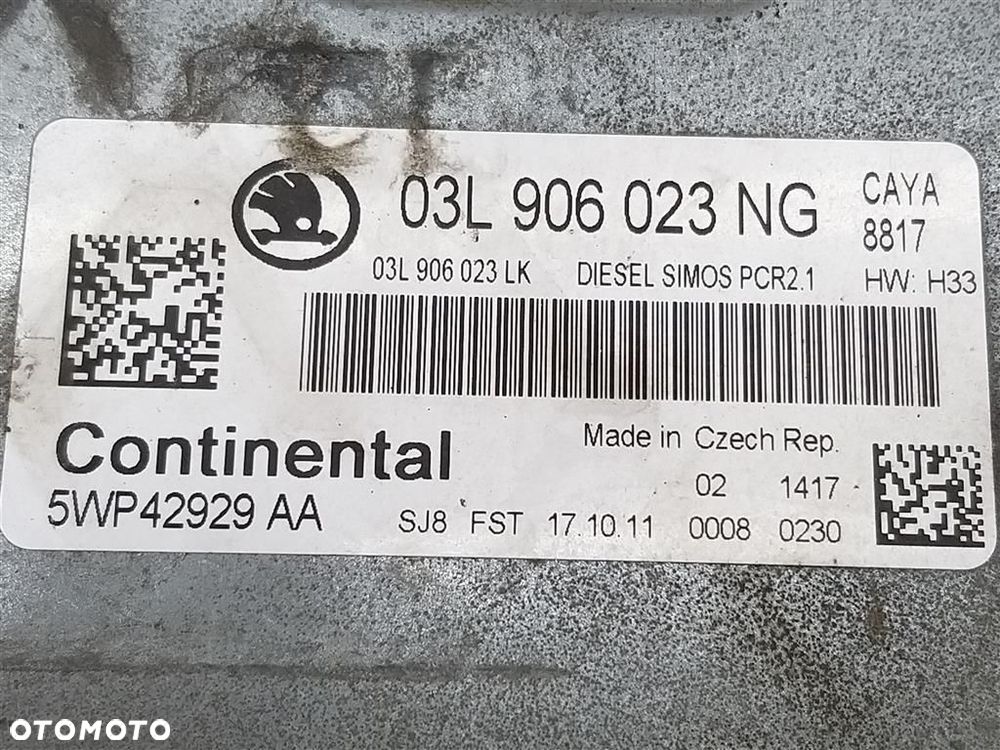 03L 906 023 NG
CAYA
8817
03L 906 023 LK DIESEL SIMOS PCR2.1 HW: H33
Continental
Made in Czech Rep.
02 1417
5WP42929 AA
SJ8 FST 17.10.11 0008 0230
OTOMOTO